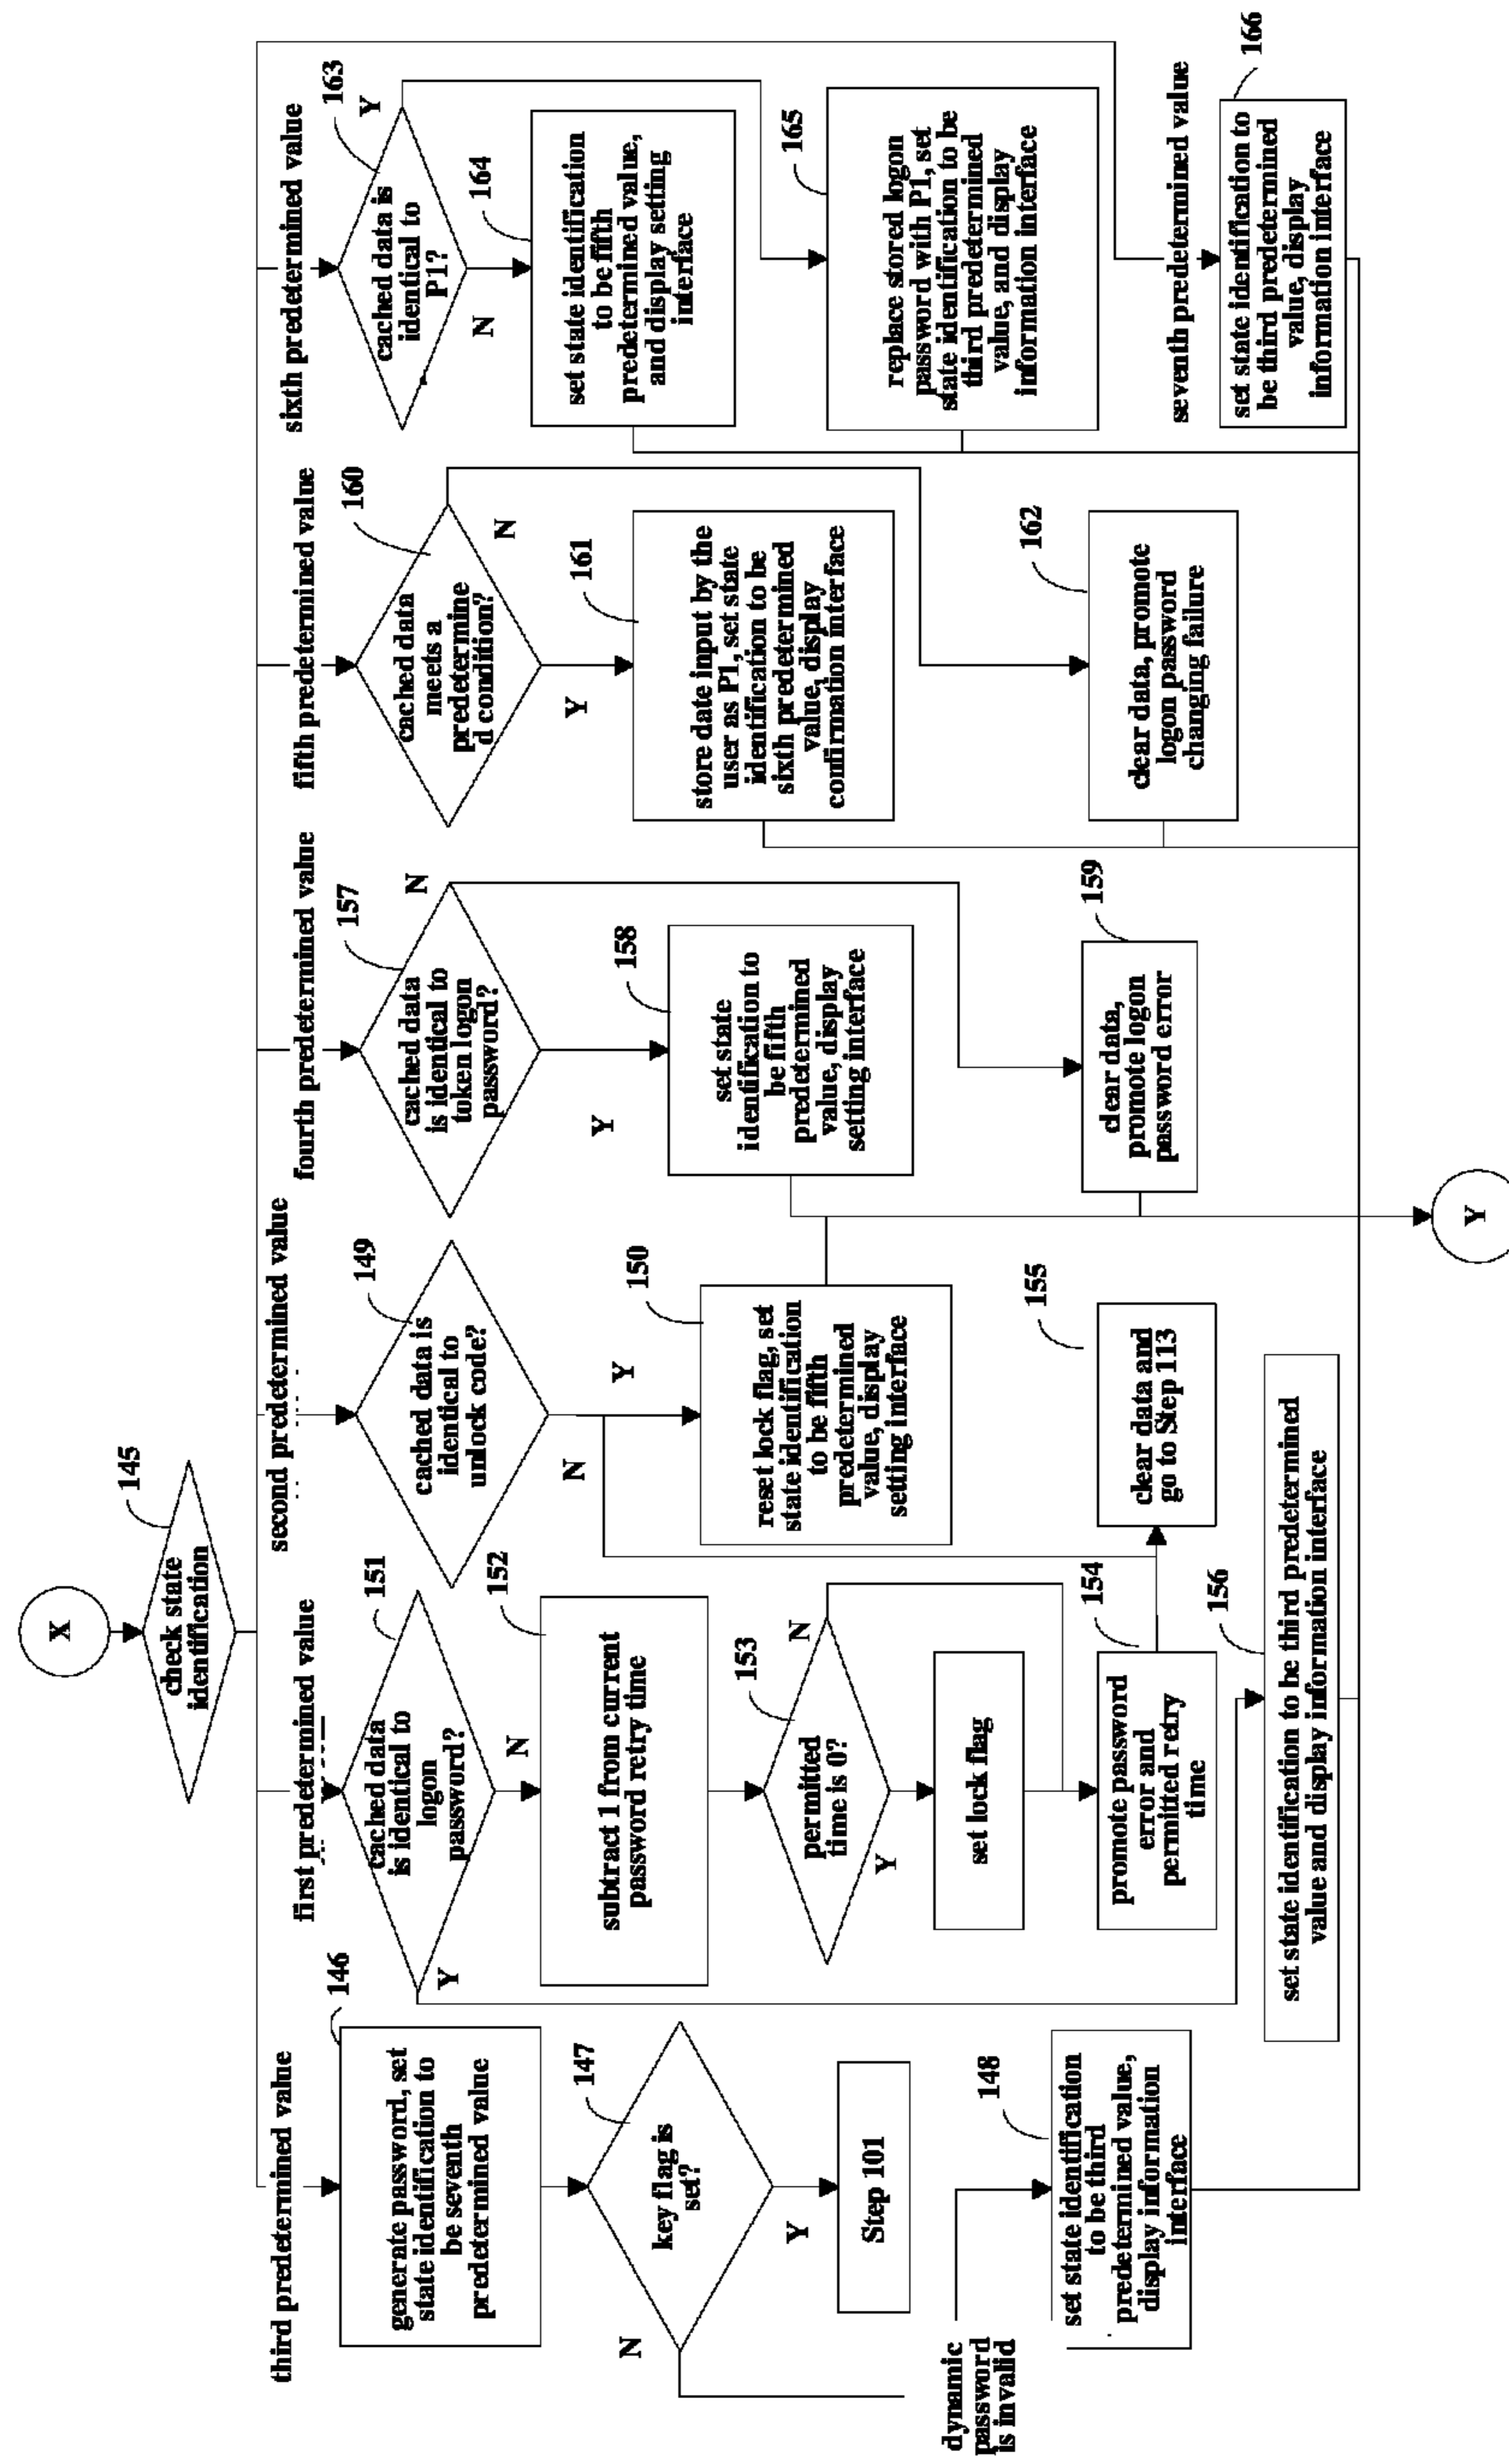 X
145
check state
identification
third predetermined value
146
generate password, set
state identification to
be seventh
predetermined value
147
key flag is
set?
N
Y
Step 101
dynamic
password
is invalid
148
set state identification
to be third
predetermined value,
display information
interface
first predetermined value
151
cached data
is identical to
logon
password?
Y
N
152
subtract 1 from current
password retry time
153
permitted
time is 0?
N
Y
set lock flag
154
promote password
error and
permitted retry
time
155
clear data and
go to Step 113
156
set state identification to be third predetermined
value and display information interface
second predetermined value
149
cached data is
identical to
unlock code?
N
Y
150
reset lock flag, set
state identification
to be fifth
predetermined
value, display
setting interface
fourth predetermined value
157
cached data
is identical to
token logon
password?
N
Y
158
set state
identification to
be fifth
predetermined
value, display
setting interface
159
clear data,
promote logon
password error
fifth predetermined value
160
cached data
meets a
predetermine
d condition?
N
Y
161
store date input by the
user as P1, set state
identification to be
sixth predetermined
value, display
confirmation interface
162
clear data, promote
logon password
changing failure
sixth predetermined value
163
cached data is
identical to
P1?
Y
N
164
set state identification
to be fifth
predetermined value,
and display setting
interface
165
replace stored logon
password with P1, set
state identification to be
third predetermined
value, and display
information interface
seventh predetermined value
166
set state identification to
be third predetermined
value, display
information interface
Y